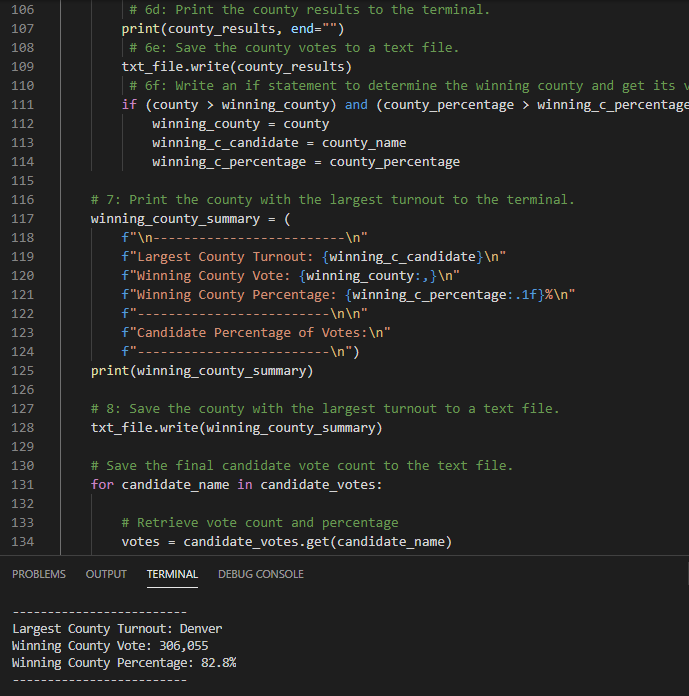 106 # 6d: Print the county results to the terminal.
107 print(county_results, end="")
108 # 6e: Save the county votes to a text file.
109 txt_file.write(county_results)
110 # 6f: Write an if statement to determine the winning county and get its
111 if (county > winning_county) and (county_percentage > winning_c_percentage
112 winning_county = county
113 winning_c_candidate = county_name
114 winning_c_percentage = county_percentage
115
116 # 7: Print the county with the largest turnout to the terminal.
117 winning_county_summary = (
118 f"\n-------------------------\n"
119 f"Largest County Turnout: {winning_c_candidate}\n"
120 f"Winning County Vote: {winning_county:,}\n"
121 f"Winning County Percentage: {winning_c_percentage:.1f}%\n"
122 f"-------------------------\n\n"
123 f"Candidate Percentage of Votes:\n"
124 f"-------------------------\n")
125 print(winning_county_summary)
126
127 # 8: Save the county with the largest turnout to a text file.
128 txt_file.write(winning_county_summary)
129
130 # Save the final candidate vote count to the text file.
131 for candidate_name in candidate_votes:
132
133 # Retrieve vote count and percentage
134 votes = candidate_votes.get(candidate_name)
PROBLEMS OUTPUT TERMINAL DEBUG CONSOLE
-------------------------
Largest County Turnout: Denver
Winning County Vote: 306,055
Winning County Percentage: 82.8%
-------------------------